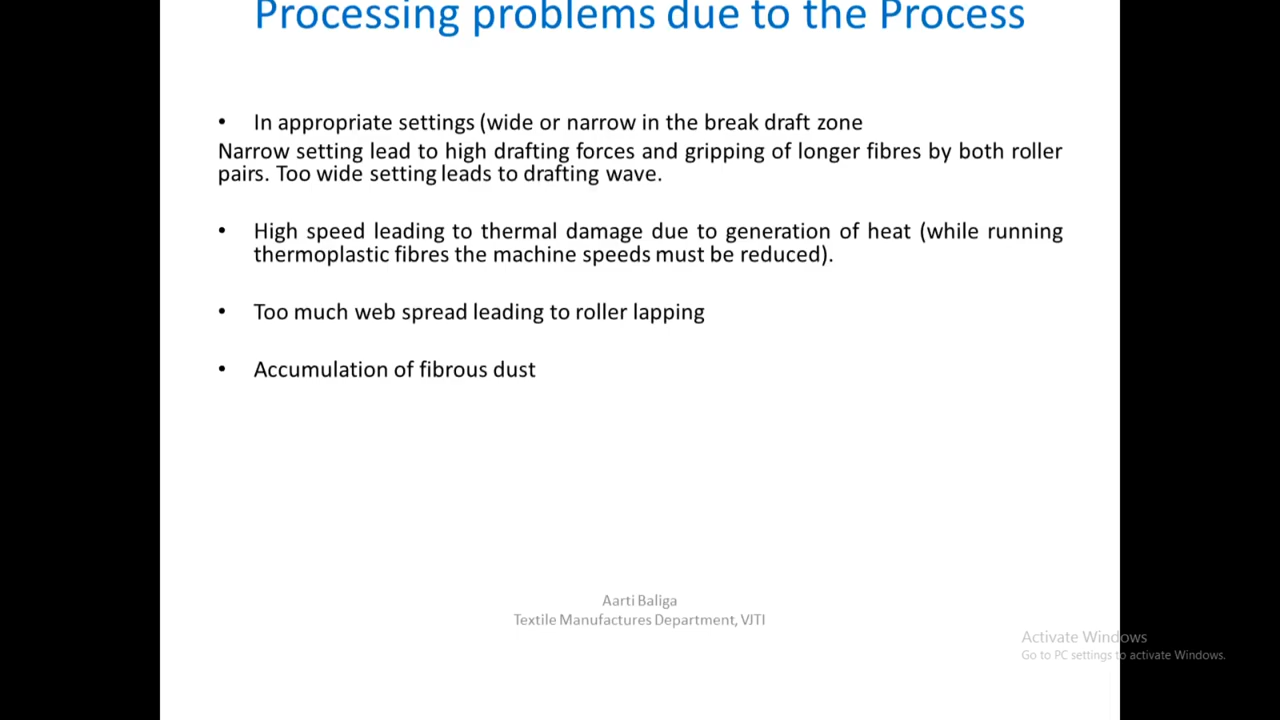 Processing problems due to the Process
• In appropriate settings (wide or narrow in the break draft zone
Narrow setting lead to high drafting forces and gripping of longer fibres by both roller
pairs. Too wide setting leads to drafting wave.
• High speed leading to thermal damage due to generation of heat (while running
thermoplastic fibres the machine speeds must be reduced).
• Too much web spread leading to roller lapping
• Accumulation of fibrous dust
Aarti Baliga
Textile Manufactures Department, VJTI
Activate Windows
Go to PC settings to activate Windows.